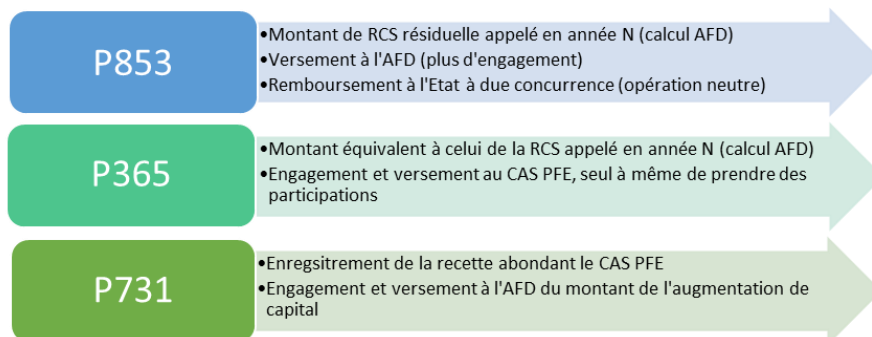 P853
•Montant de RCS résiduelle appelé en année N (calcul AFD)
•Versement à l'AFD (plus d'engagement)
•Remboursement à l'Etat à due concurrence (opération neutre)
P365
•Montant équivalent à celui de la RCS appelé en année N (calcul AFD)
•Engagement et versement au CAS PFE, seul à même de prendre des
participations
P731
•Enregsitrement de la recette abondant le CAS PFE
•Engagement et versement à l'AFD du montant de l'augmentation de
capital